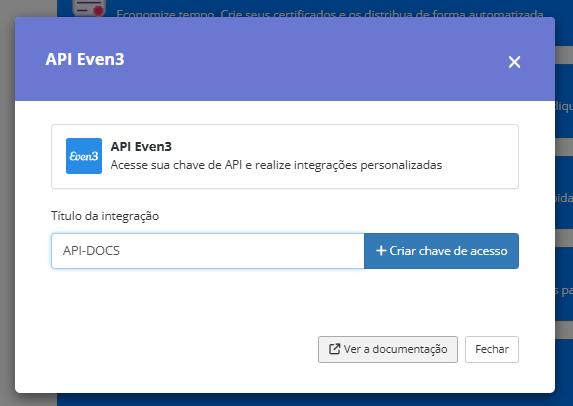 Economize tempo. Crie seus certificados e os distribua de forma automatizada
API Even3
×
Even3
API Even3
Acesse sua chave de API e realize integrações personalizadas
Título da integração
API-DOCS
+ Criar chave de acesso
Ver a documentação
Fechar